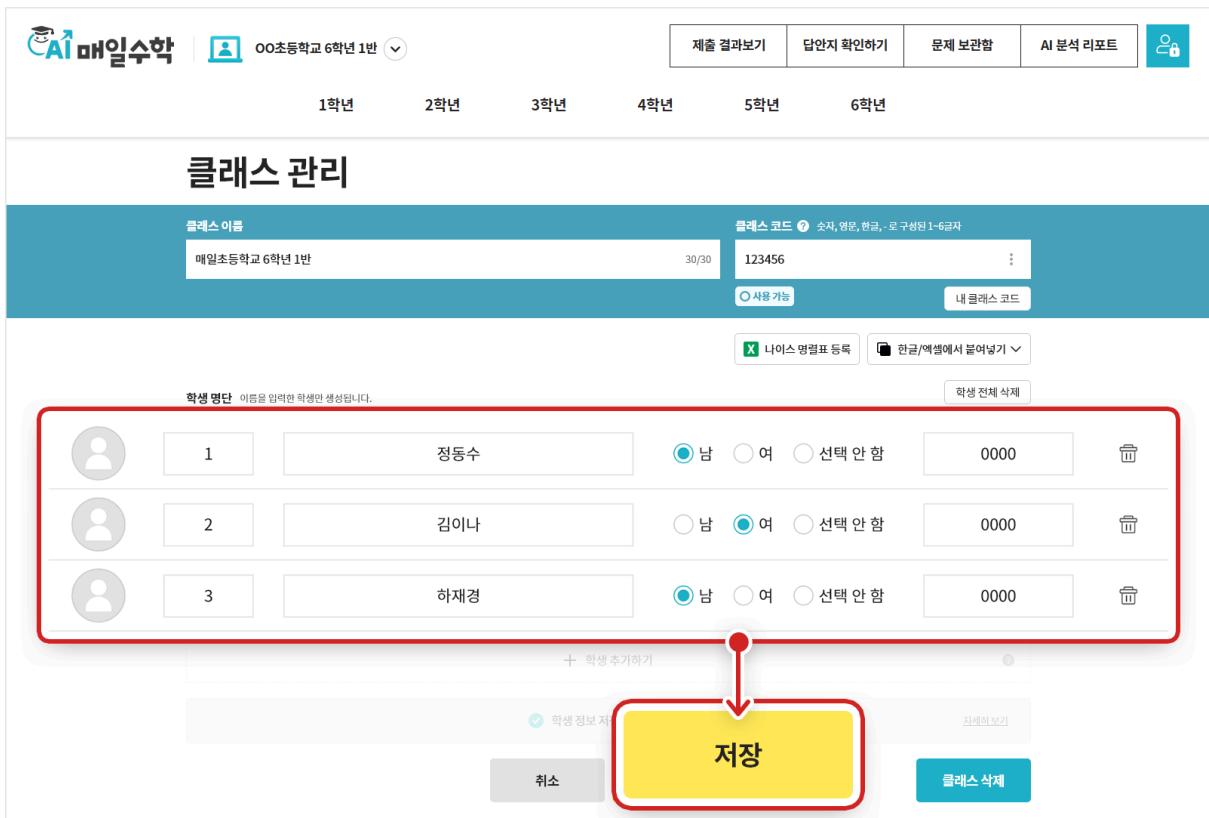 AI 매일수학
OO초등학교 6학년 1반
제출 결과보기 답안지 확인하기 문제 보관함 AI 분석 리포트
1학년 2학년 3학년 4학년 5학년 6학년
클래스 관리
클래스 이름
클래스 코드 ? 숫자, 영문, 한글, - 로 구성된 1~6글자
매일초등학교 6학년 1반 30/30
123456
사용 가능
내 클래스 코드
X 나이스 명렬표 등록
한글/엑셀에서 붙여넣기
학생 명단 이름을 입력한 학생만 생성됩니다.
학생 전체 삭제
1 정동수 남 여 선택 안 함 0000
2 김이나 남 여 선택 안 함 0000
3 하재경 남 여 선택 안 함 0000
+ 학생 추가하기
학생 정보 저
자세히 보기
취소
저장
클래스 삭제